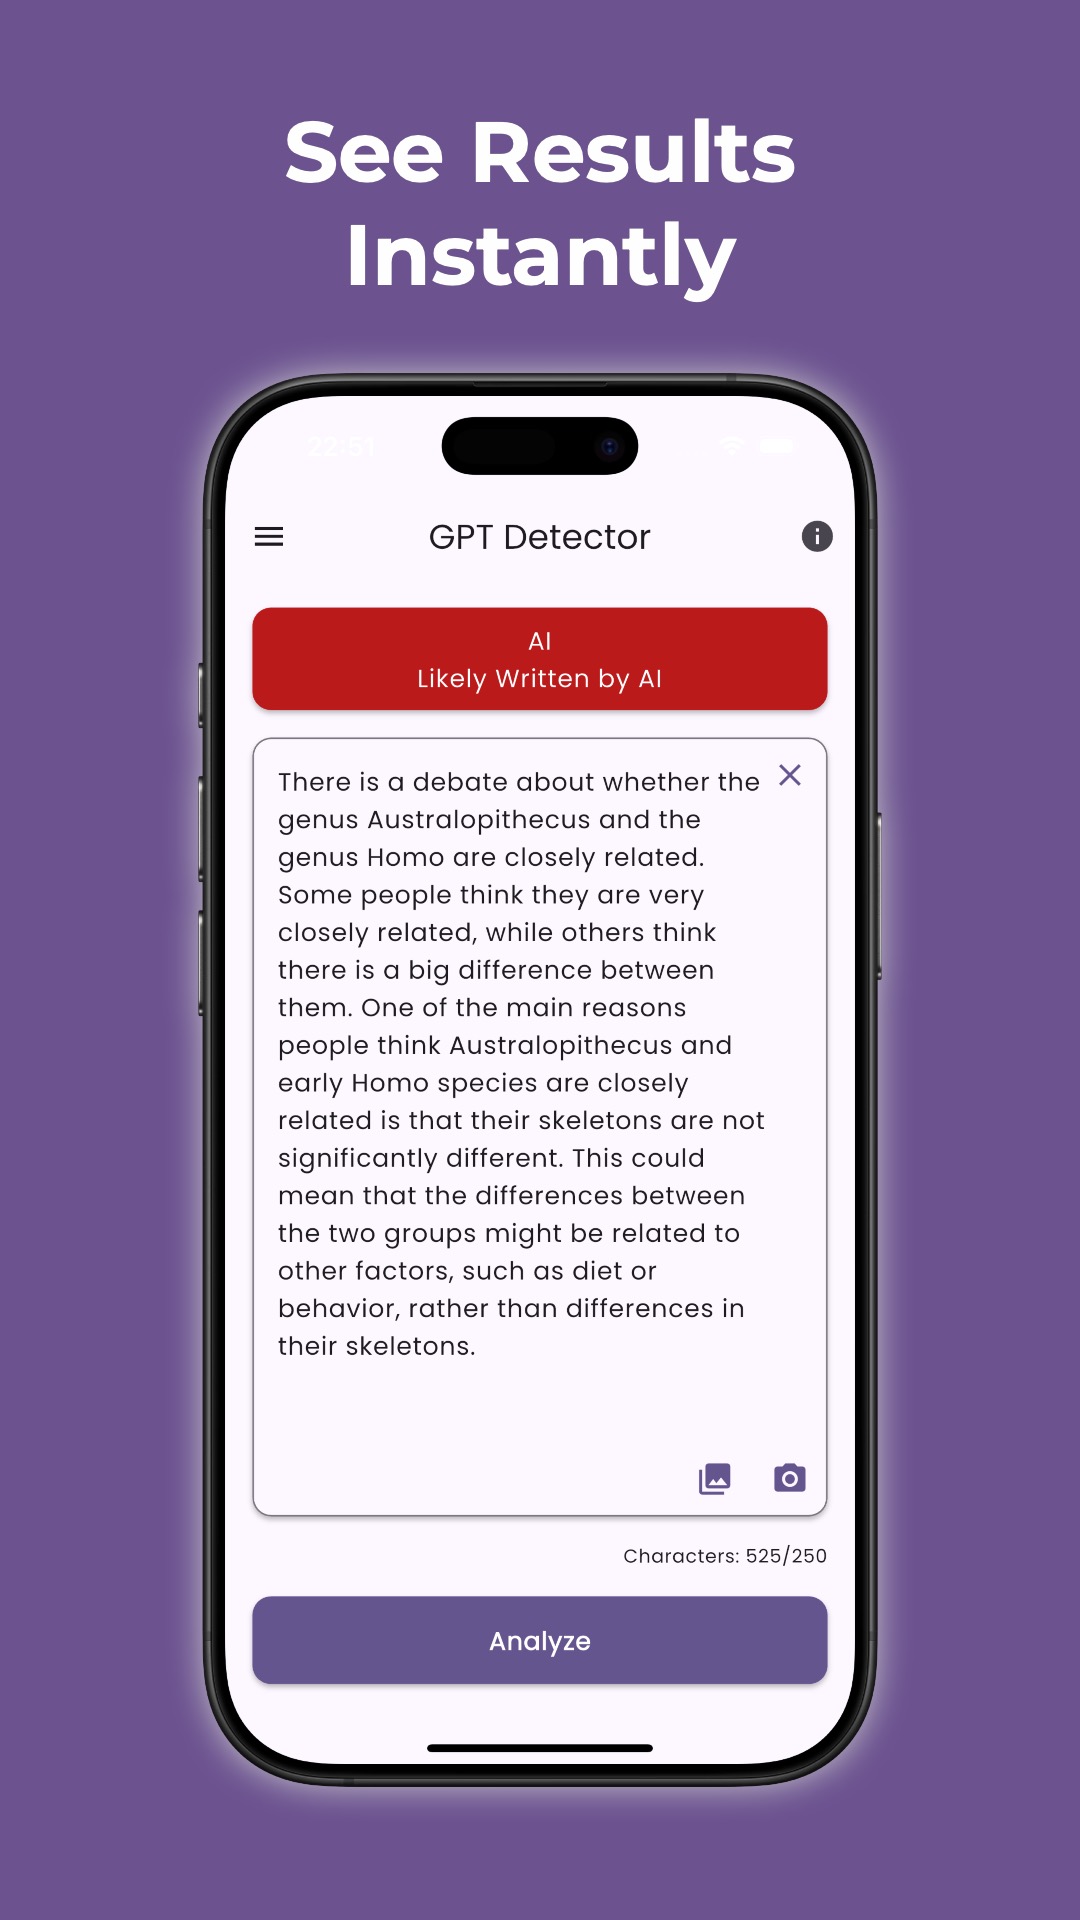 See Results
Instantly
22:51
GPT Detector
AI
Likely Written by AI
There is a debate about whether the
genus Australopithecus and the
genus Homo are closely related.
Some people think they are very
closely related, while others think
there is a big difference between
them. One of the main reasons
people think Australopithecus and
early Homo species are closely
related is that their skeletons are not
significantly different. This could
mean that the differences between
the two groups might be related to
other factors, such as diet or
behavior, rather than differences in
their skeletons.
Characters: 525/250
Analyze